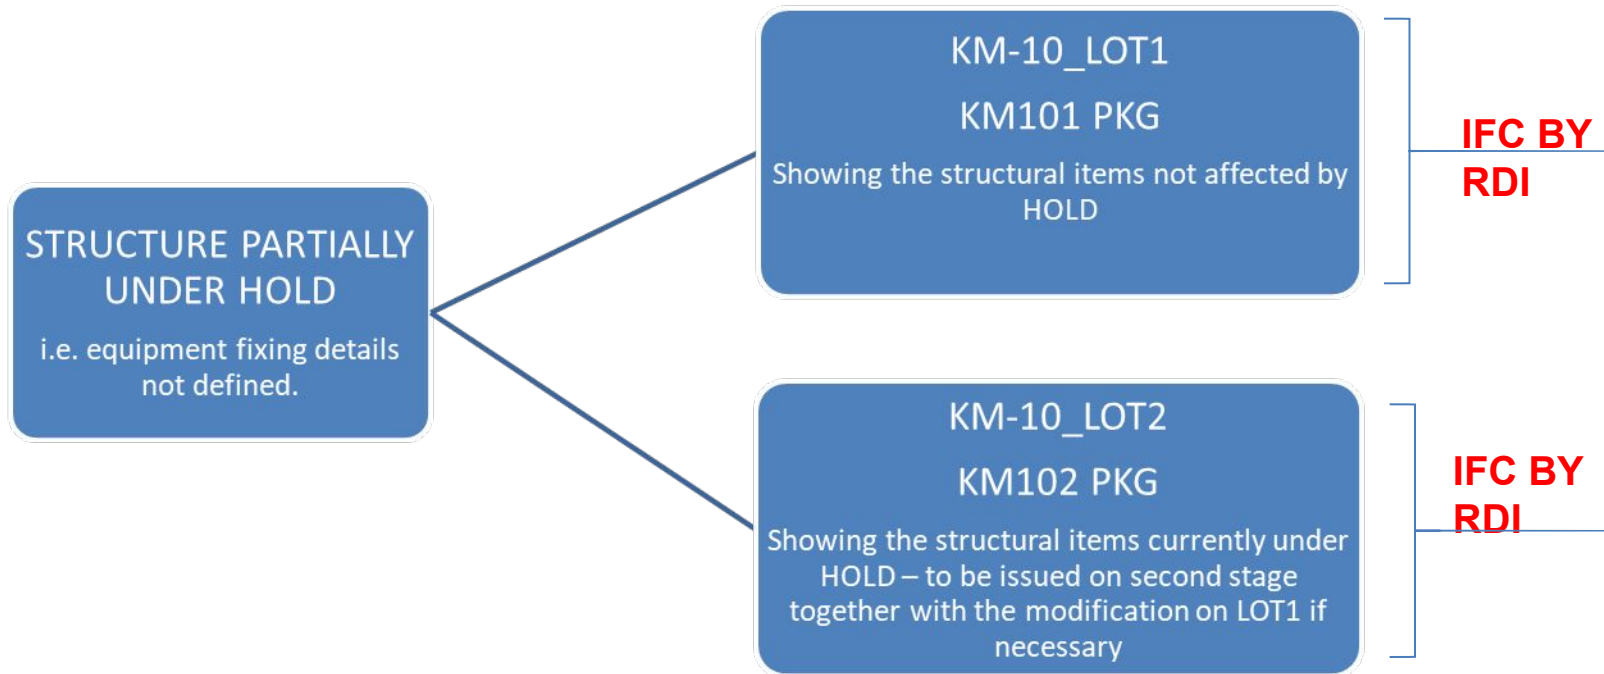 STRUCTURE PARTIALLY
UNDER HOLD
i.e. equipment fixing details
not defined.
KM-10_LOT1
KM101 PKG
Showing the structural items not affected by
HOLD
IFC BY
RDI
KM-10_LOT2
KM102 PKG
Showing the structural items currently under
HOLD – to be issued on second stage
together with the modification on LOT1 if
necessary
IFC BY
RDI